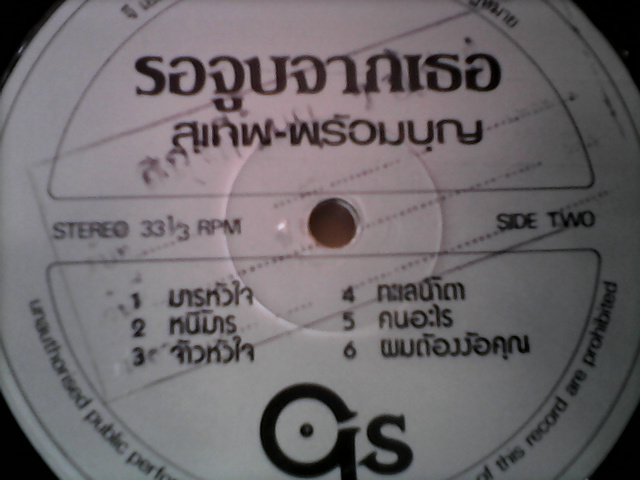 รอจูบจากเธอ
สุเทพ-พร้อมบุญ
STEREO 33 1/3 RPM
SIDE TWO
1 มารหัวใจ
2 หนีมาร
3 จ้าวหัวใจ
4 ทะเลน้ำตา
5 คนอะไร
6 ผมต้องง้อคุณ
GS
unauthorised public
of this record are prohibited